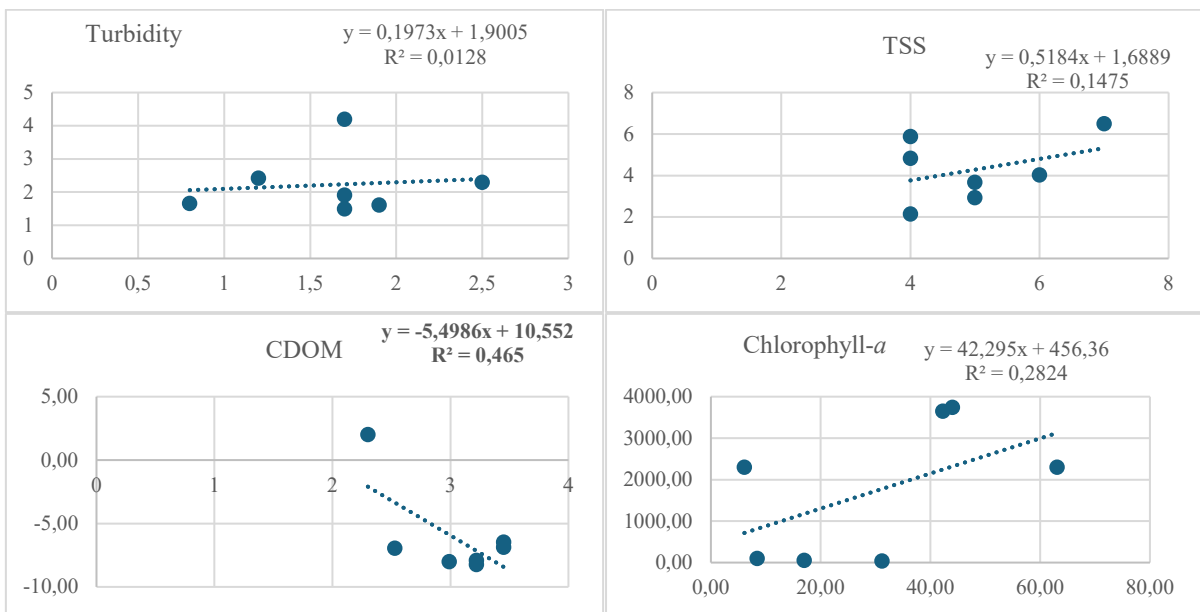 Turbidity
y = 0,1973x + 1,9005
R² = 0,0128
5
4
3
2
1
0
0 0,5 1 1,5 2 2,5 3
TSS
y = 0,5184x + 1,6889
R² = 0,1475
8
6
4
2
0
0 2 4 6 8
CDOM
y = -5,4986x + 10,552
R² = 0,465
5,00
0,00
-5,00
-10,00
0 1 2 3 4
Chlorophyll-a
y = 42,295x + 456,36
R² = 0,2824
4000,00
3000,00
2000,00
1000,00
0,00
0,00 20,00 40,00 60,00 80,00